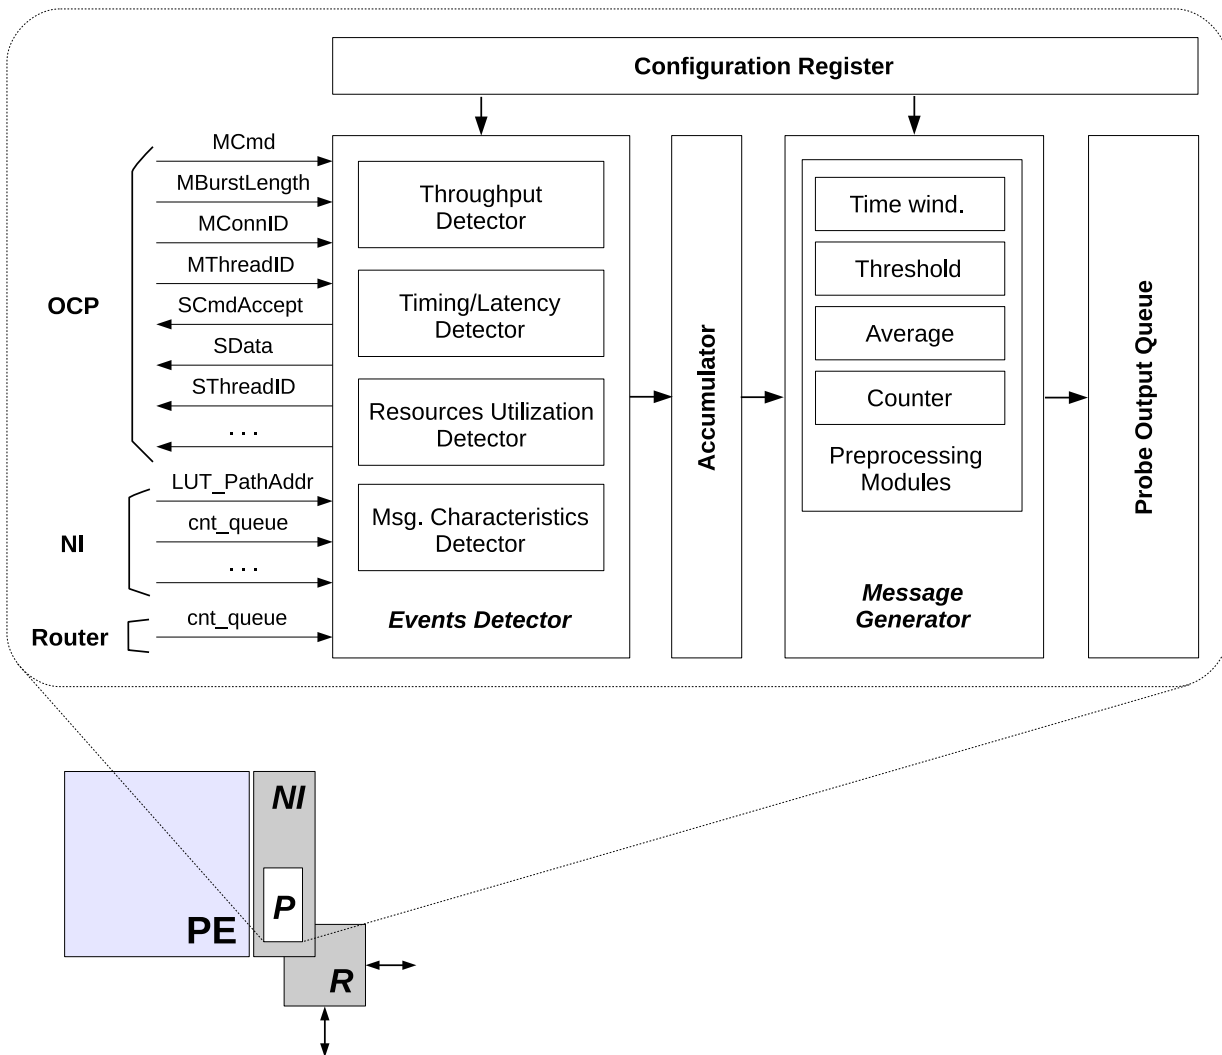 Configuration Register
OCP
MCmd
MBurstLength
MConnID
MThreadID
SCmdAccept
SData
SThreadID
. . .
NI
LUT_PathAddr
cnt_queue
. . .
Router
cnt_queue
Throughput
Detector
Timing/Latency
Detector
Resources Utilization
Detector
Msg. Characteristics
Detector
Events Detector
Accumulator
Time wind.
Threshold
Average
Counter
Preprocessing
Modules
Message
Generator
Probe Output Queue
PE
NI
P
R